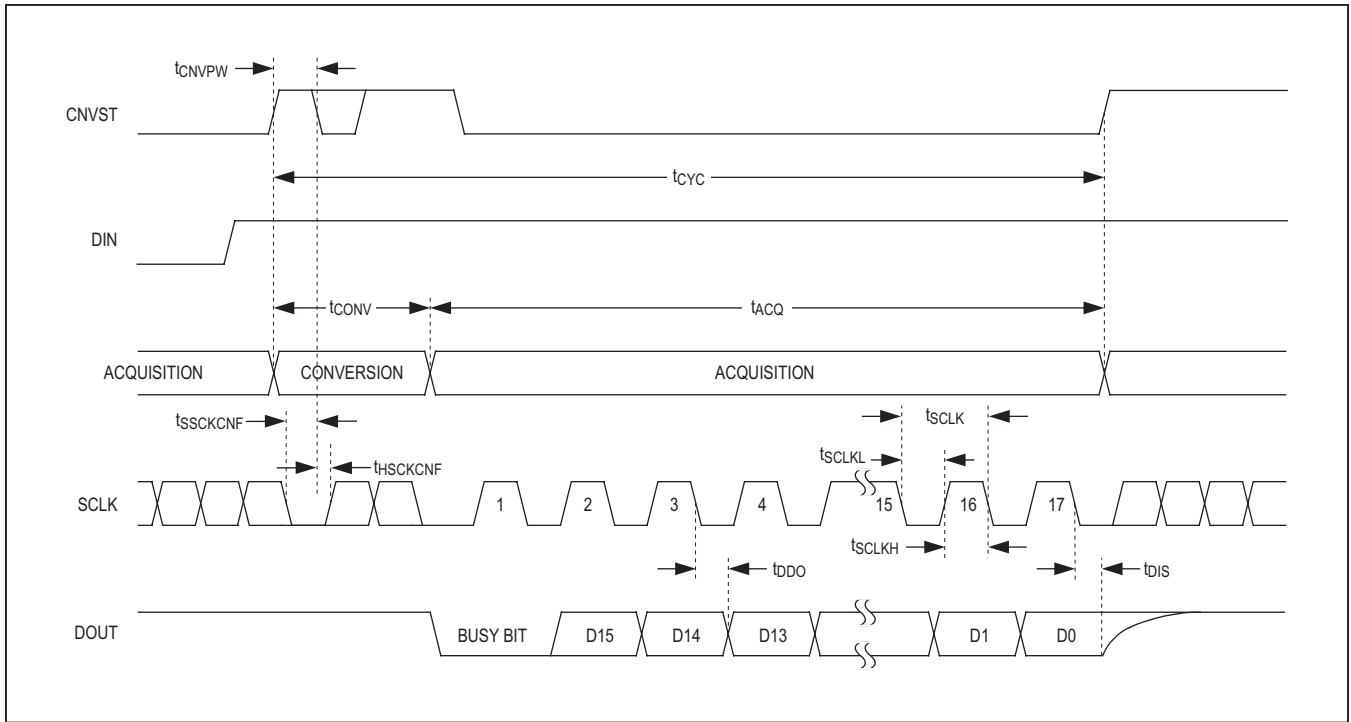 tCNVPW
CNVST
tCYC
DIN
tCONV tACQ
ACQUISITION CONVERSION ACQUISITION
tSSCKCNF tSCLK
tHSCKCNF tSCLKL
SCLK 1 2 3 4 15 16 17
tSCLKH
tDDO tDIS
DOUT BUSY BIT D15 D14 D13 D1 D0